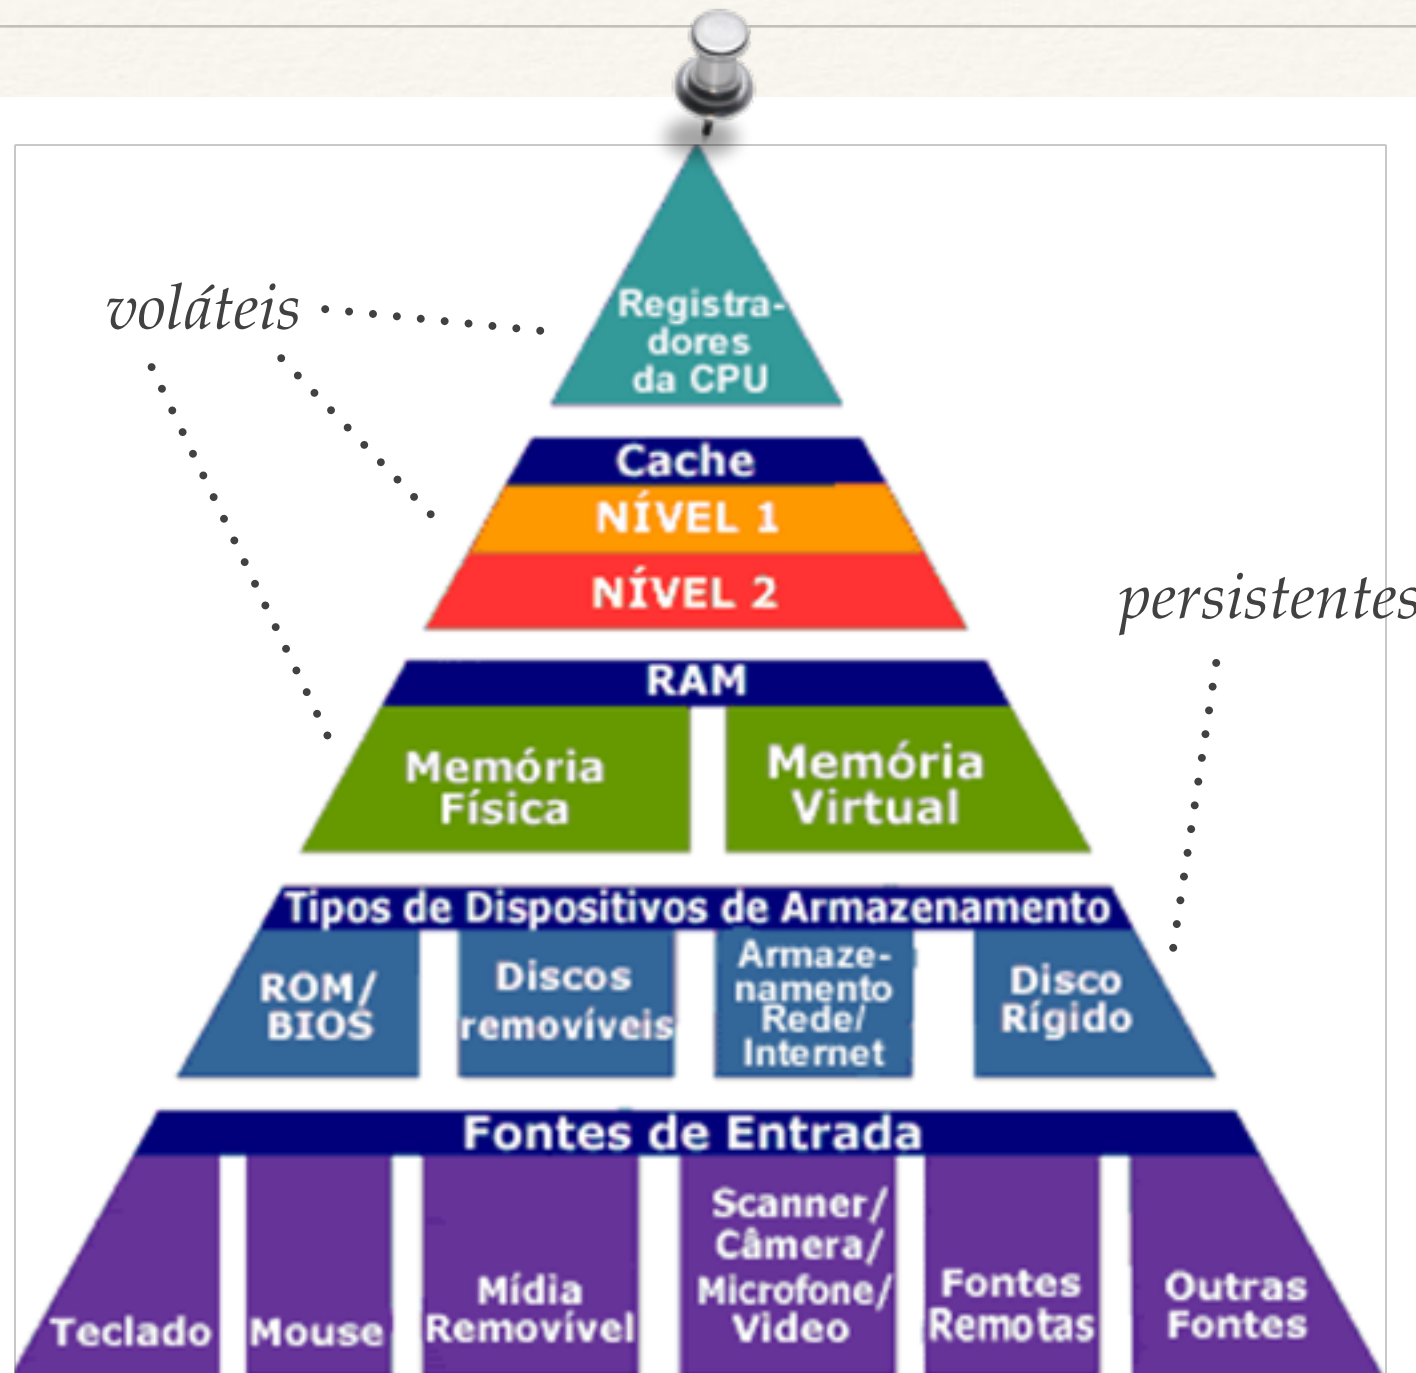 voláteis
Registra-
dores
da CPU
Cache
NÍVEL 1
NÍVEL 2
persistentes
RAM
Memória
Física
Memória
Virtual
Tipos de Dispositivos de Armazenamento
ROM/
BIOS
Discos
removíveis
Armaze-
namento
Rede/
Internet
Disco
Rígido
Fontes de Entrada
Teclado
Mouse
Mídia
Removível
Scanner/
Câmera/
Microfone/
Video
Fontes
Remotas
Outras
Fontes